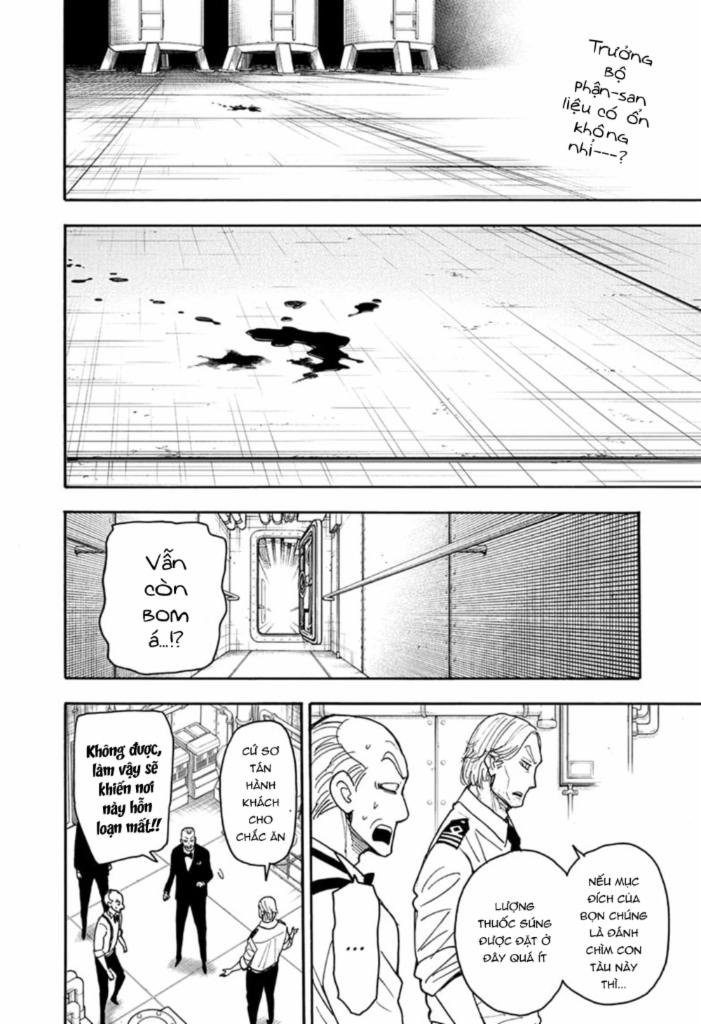 Trưởng
Bộ
Phận-san
liệu có ổn
không
nhỉ---?
Vẫn
còn
BOM
á...!?
NẾU MỤC
ĐÍCH CỦA
BỌN CHÚNG
LÀ ĐÁNH
CHÌM CON
TÀU NÀY
THÌ...
LƯỢNG
THUỐC SÚNG
ĐƯỢC ĐẶT Ở
ĐÂY QUÁ ÍT
...
CỨ SƠ
TÁN
HÀNH
KHÁCH
CHO
CHẮC ĂN
Không được,
làm vậy sẽ
khiến nơi
này hỗn
loạn mất!!